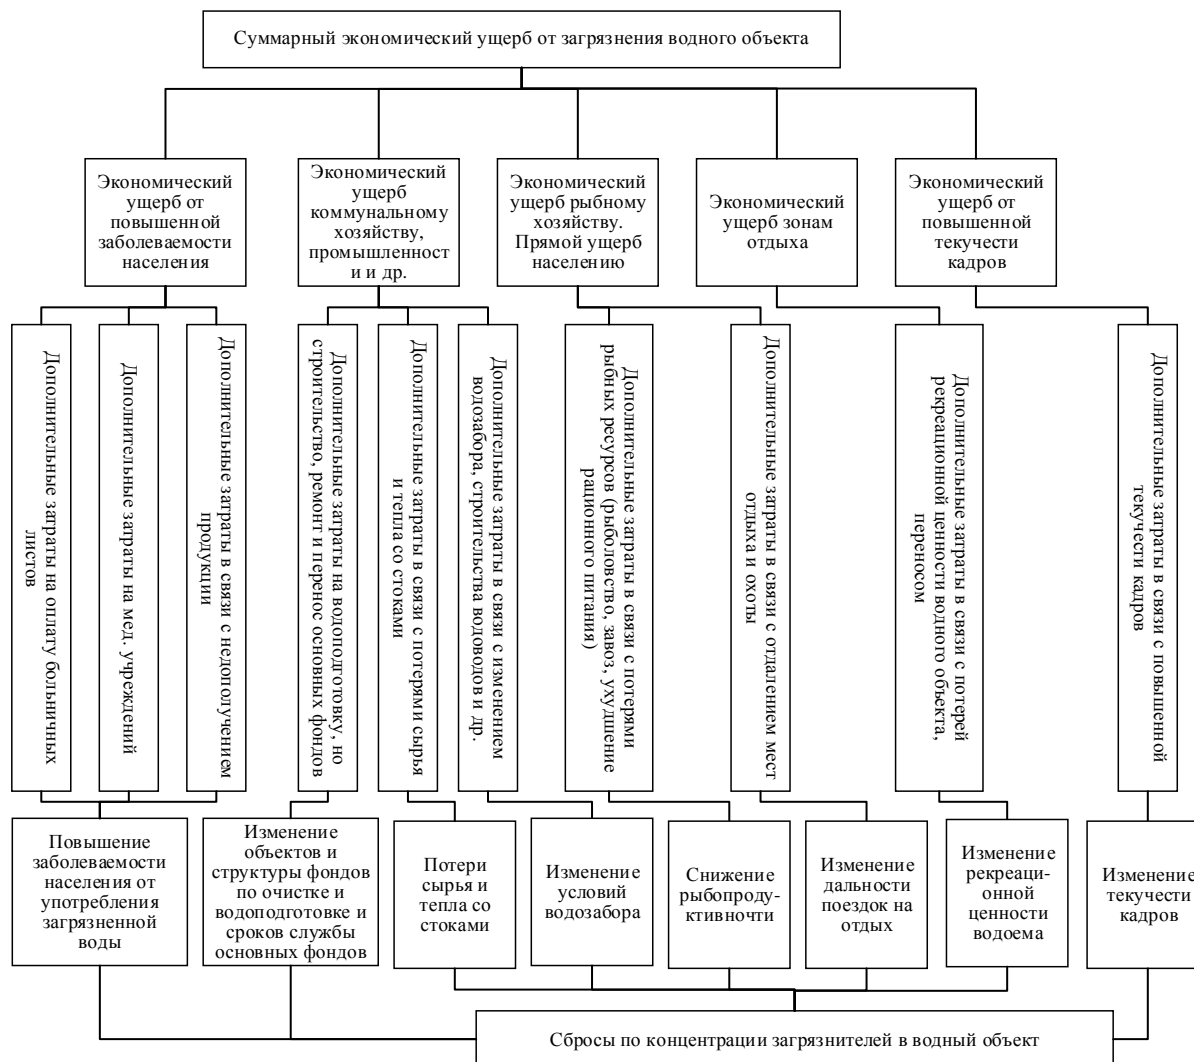 Суммарный экономический ущерб от загрязнения водного объекта
Экономический
ущерб от
повышенной
заболеваемости
населения
Экономический
ущерб
коммунальному
хозяйству,
промышленност
и и др.
Экономический
ущерб рыбному
хозяйству.
Прямой ущерб
населению
Экономический
ущерб зонам
отдыха
Экономический
ущерб от
повышенной
текучести
кадров
Дополнительные затраты на оплату больничных
листов
Дополнительные затраты на мед. учреждений
Дополнительные затраты в связи с недополучением
продукции
Дополнительные затраты на водоподготовку, но
строительство, ремонт и перенос основных фондов
Дополнительные затраты в связи с потерями сырья
и тепла со стоками
Дополнительные затраты в связи с изменением
водозабора, строительства водоводов и др.
Дополнительные затраты в связи с потерями
рыбных ресурсов (рыболовство, завоз, ухудшение
рационного питания)
Дополнительные затраты в связи с отдалением мест
отдыха и охоты
Дополнительные затраты в связи с потерей
рекреационной ценности водного объекта,
переносом
Дополнительные затраты в связи с повышенной
текучести кадров
Повышение
заболеваемости
населения от
употребления
загрязненной
воды
Изменение
объектов и
структуры фондов
по очистке и
водоподготовке и
сроков службы
основных фондов
Потери
сырья и
тепла со
стоками
Изменение
условий
водозабора
Снижение
рыбопроду-
ктивночти
Изменение
дальности
поездок на
отдых
Изменение
рекреаци-
онной
ценности
водоема
Изменение
текучести
кадров
Сбросы по концентрации загрязнителей в водный объект